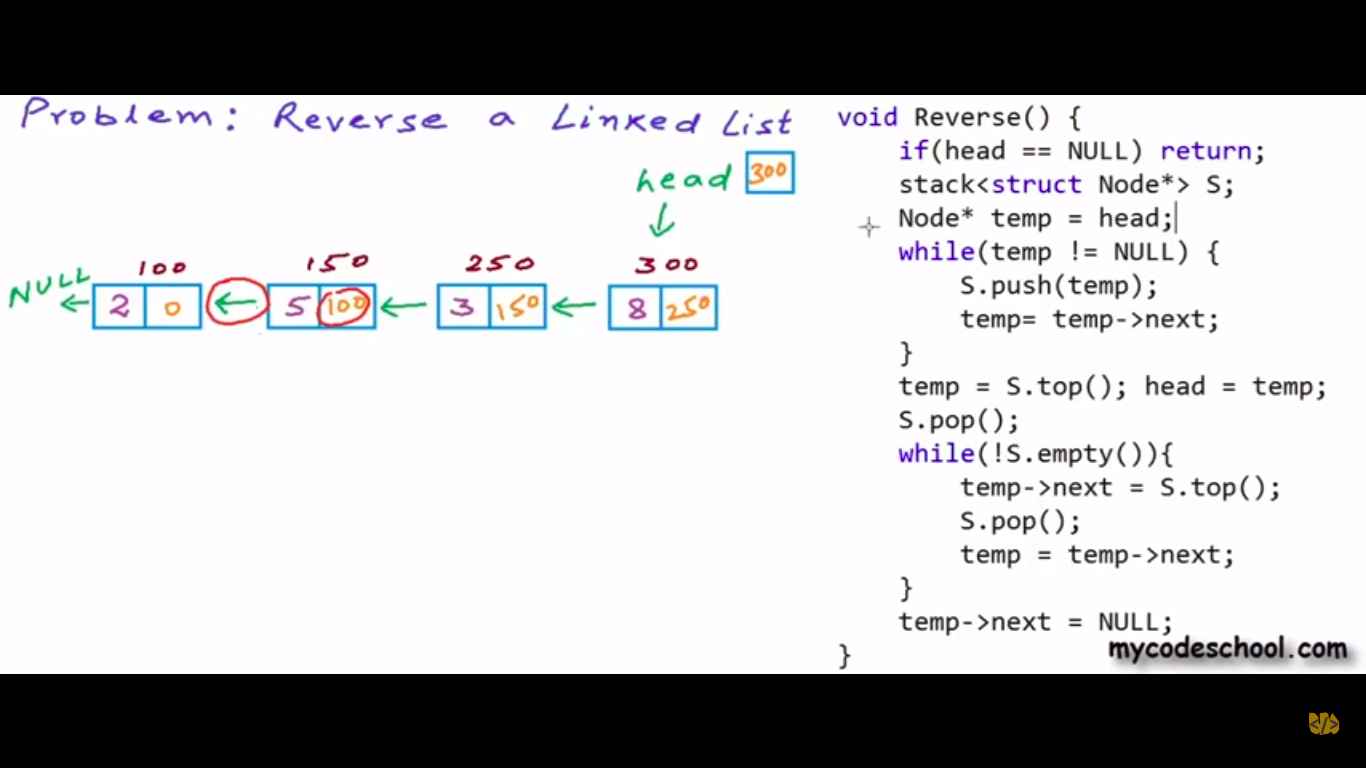 Problem: Reverse a Linked List
head 300
NULL
100 150 250 300
2 0 5 100 3 150 8 250
void Reverse() {
if(head == NULL) return;
stack<struct Node*> S;
Node* temp = head;
while(temp != NULL) {
S.push(temp);
temp= temp->next;
}
temp = S.top(); head = temp;
S.pop();
while(!S.empty()){
temp->next = S.top();
S.pop();
temp = temp->next;
}
temp->next = NULL;
}
mycodeschool.com